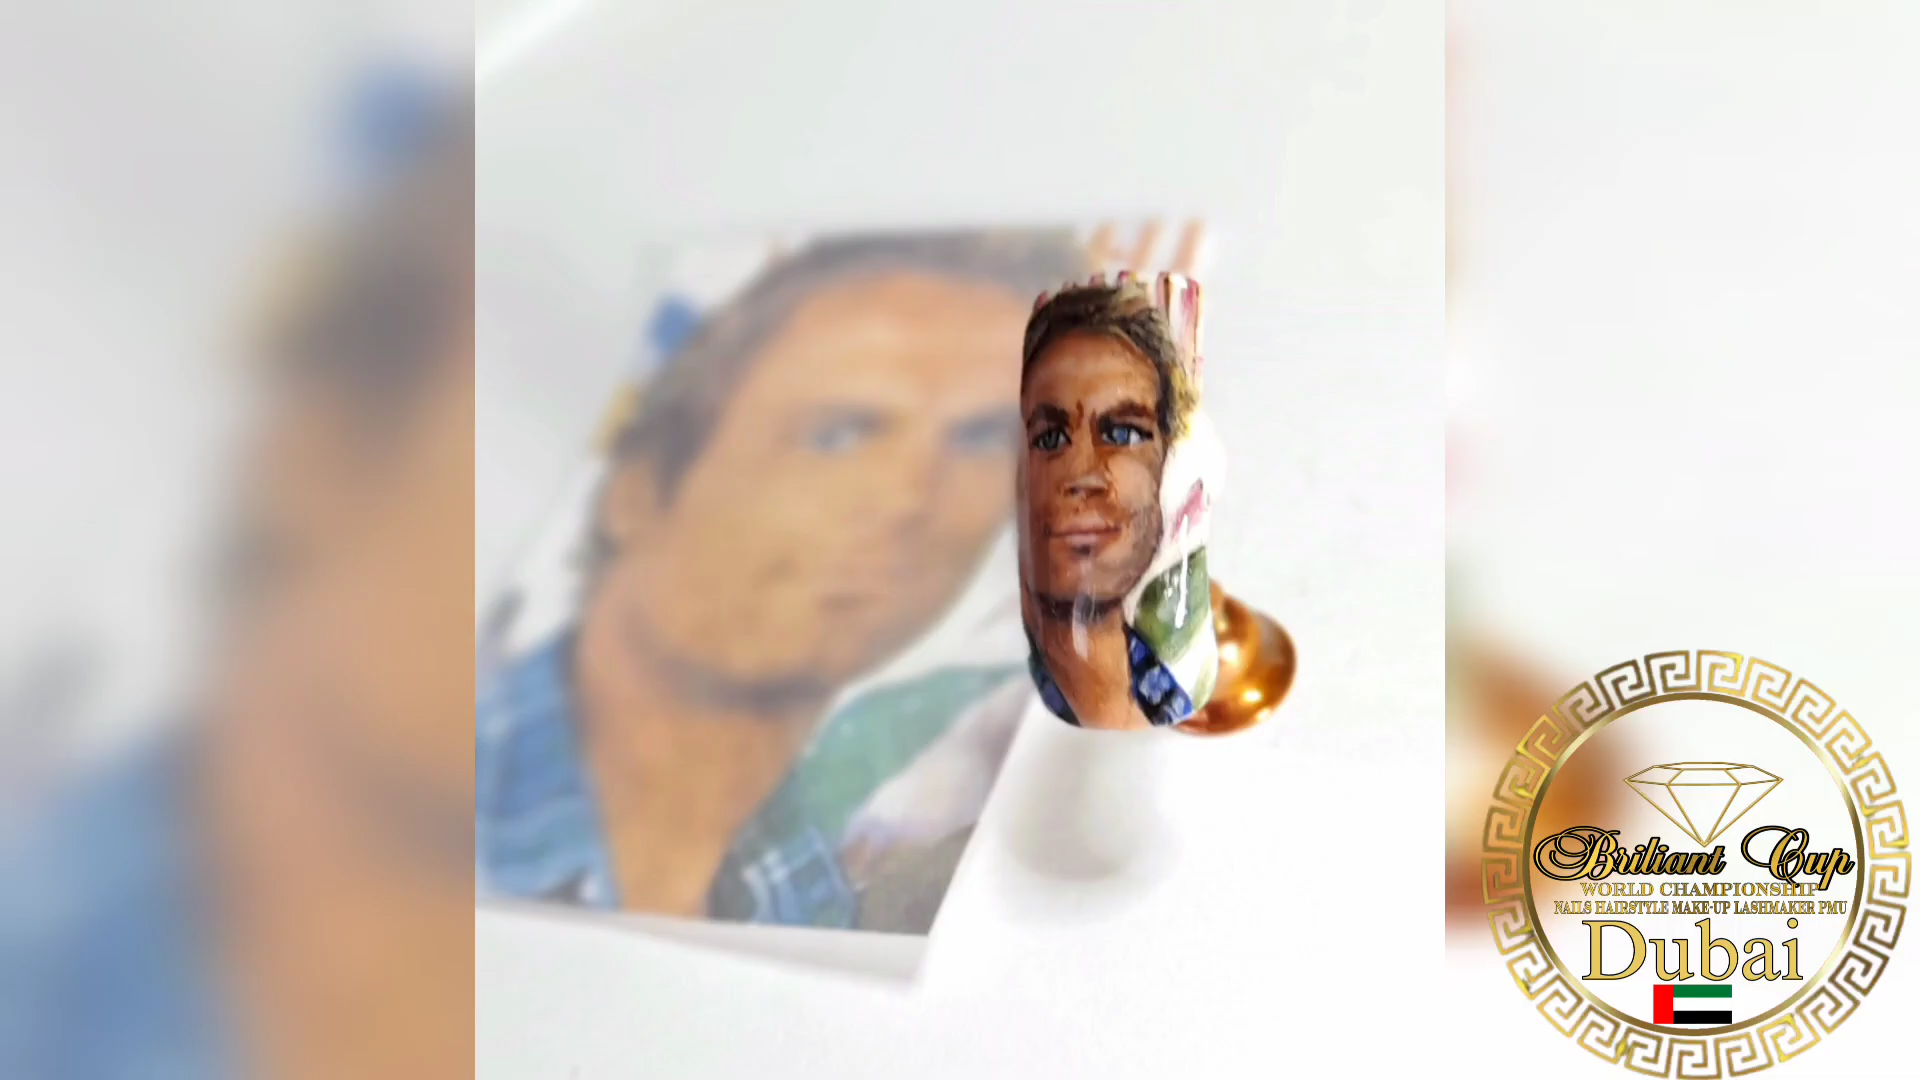 Briliant Cup
WORLD CHAMPIONSHIP
NAILS HAIRSTYLE MAKE-UP LASHMAKER PMU
Dubai